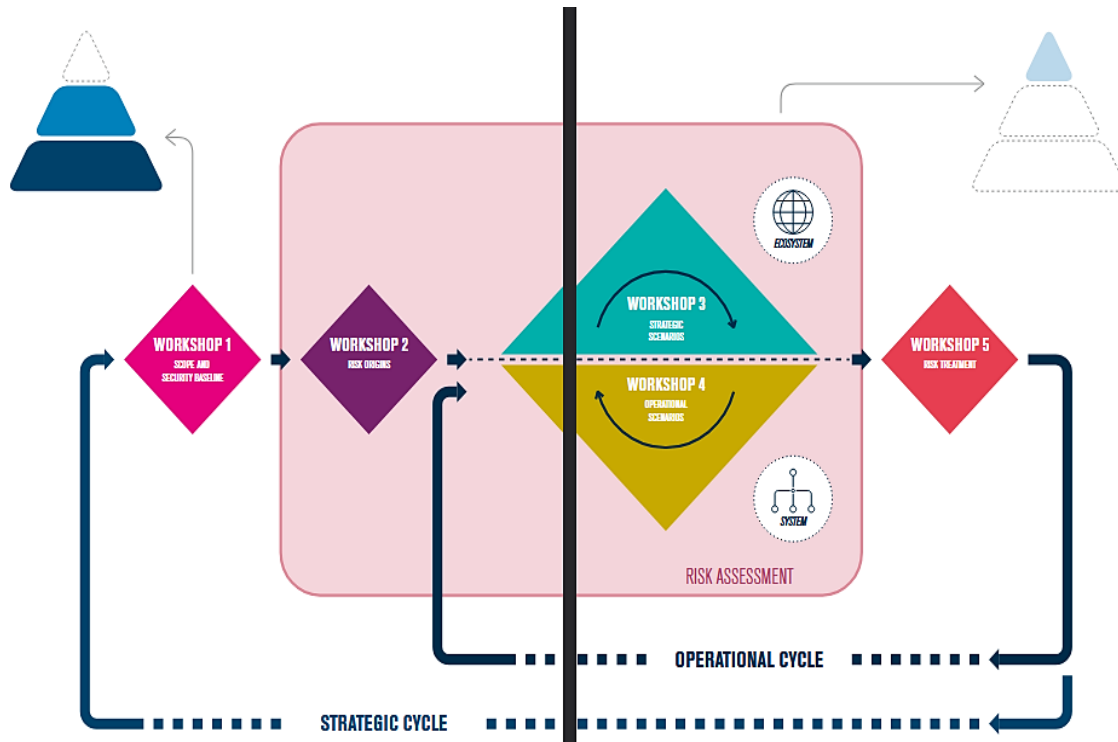 ECOSYSTEM
WORKSHOP 1
SCOPE AND
SECURITY BASELINE
WORKSHOP 2
RISK ORIGINS
WORKSHOP 3
STRATEGIC
SCENARIOS
WORKSHOP 4
OPERATIONAL
SCENARIOS
WORKSHOP 5
RISK TREATMENT
SYSTEM
RISK ASSESSMENT
OPERATIONAL CYCLE
STRATEGIC CYCLE